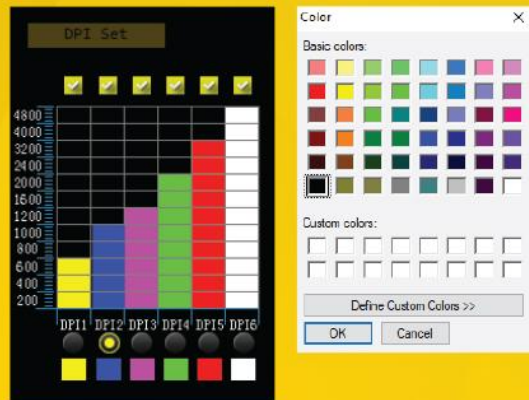 DPI Set
4800
4000
3200
2400
2000
1600
1200
1000
800
600
400
200
DPI1 DPI2 DPI3 DPI4 DPI5 DPI6
Color
Basic colors:
Custom colors:
Define Custom Colors >>
OK
Cancel